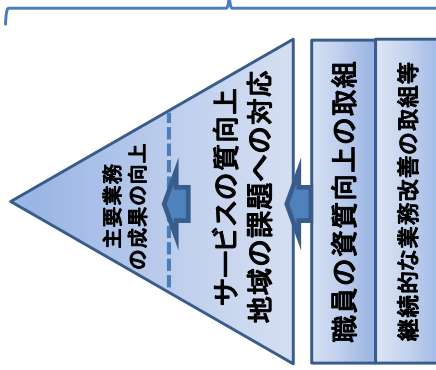 主要業務
の成果の向上
サービスの質向上
地域の課題への対応
職員の資質向上の取組
継続的な業務改善の取組等